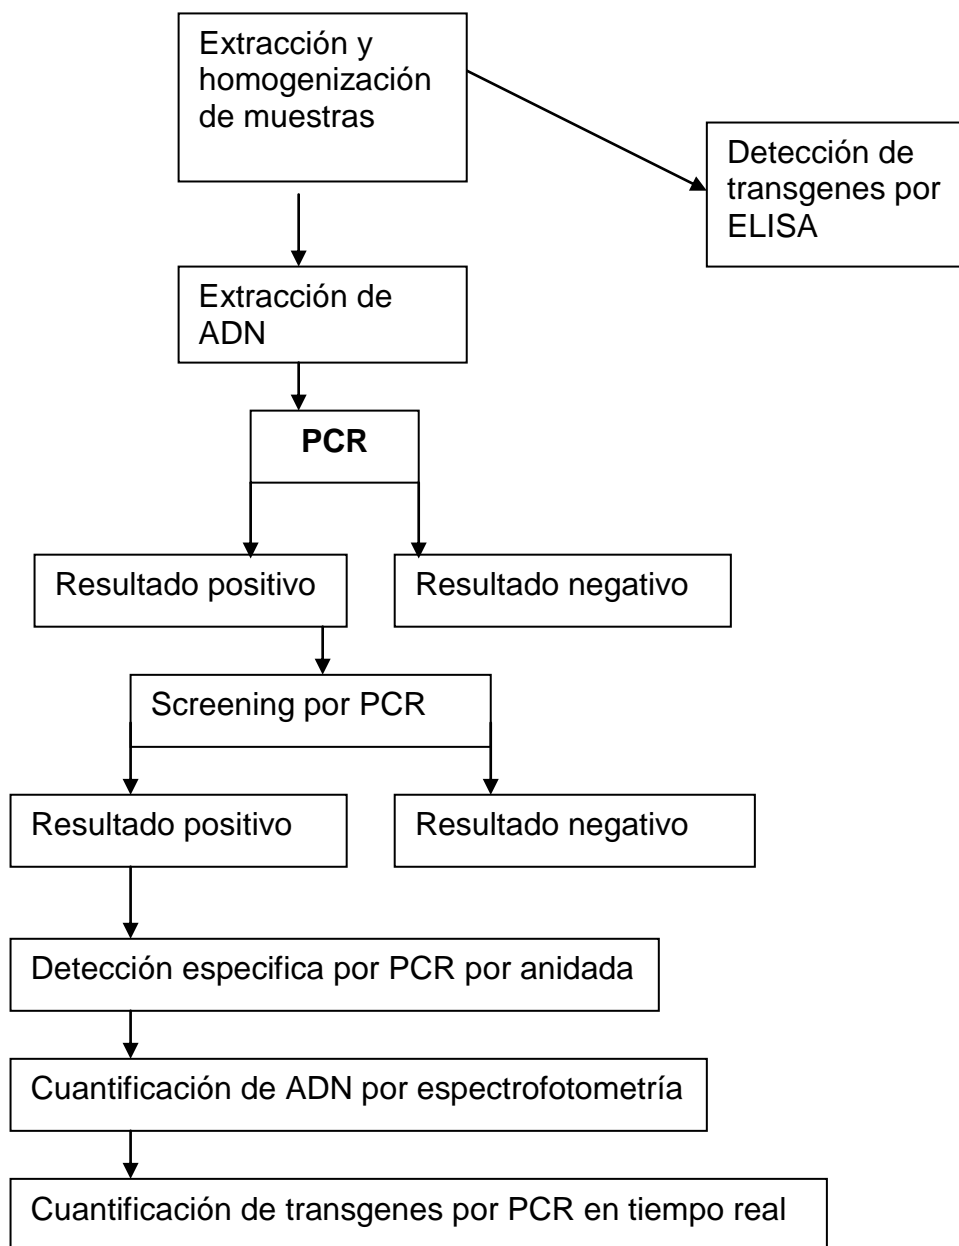 Extracción y
homogenización
de muestras
Detección de
transgenes por
ELISA
Extracción de
ADN
PCR
Resultado positivo
Resultado negativo
Screening por PCR
Resultado positivo
Resultado negativo
Detección especifica por PCR por anidada
Cuantificación de ADN por espectrofotometría
Cuantificación de transgenes por PCR en tiempo real